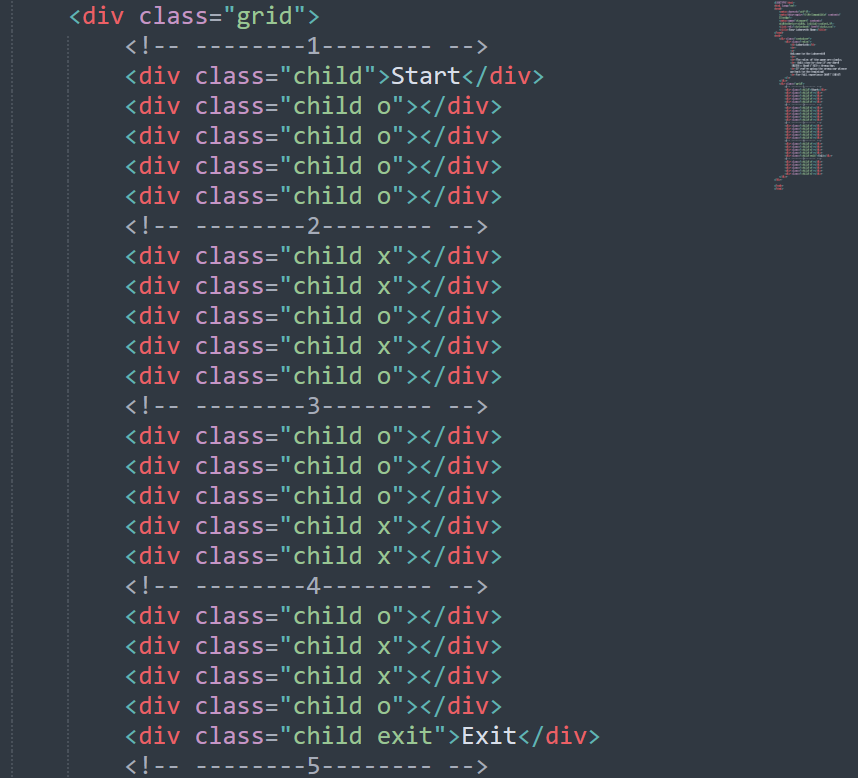 <div class="grid">
<!-- --------1-------- -->
<div class="child">Start</div>
<div class="child o"></div>
<div class="child o"></div>
<div class="child o"></div>
<div class="child o"></div>
<!-- --------2-------- -->
<div class="child x"></div>
<div class="child x"></div>
<div class="child o"></div>
<div class="child x"></div>
<div class="child o"></div>
<!-- --------3-------- -->
<div class="child o"></div>
<div class="child o"></div>
<div class="child o"></div>
<div class="child x"></div>
<div class="child x"></div>
<!-- --------4-------- -->
<div class="child o"></div>
<div class="child x"></div>
<div class="child x"></div>
<div class="child o"></div>
<div class="child exit">Exit</div>
<!-- --------5-------- -->